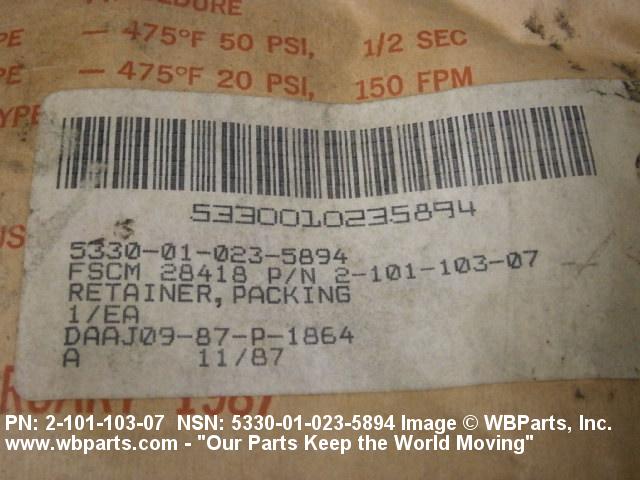 475°F 50 PSI, 1/2 SEC
— 475°F 20 PSI, 150 FPM
5330010235894
5330-01-023-5894
FSCM 28418 P/N 2-101-103-07
RETAINER, PACKING
1/EA
DAAJ09-87-P-1864
A 11/87
1987
PN: 2-101-103-07 NSN: 5330-01-023-5894 Image © WBParts, Inc.
www.wbparts.com - "Our Parts Keep the World Moving"